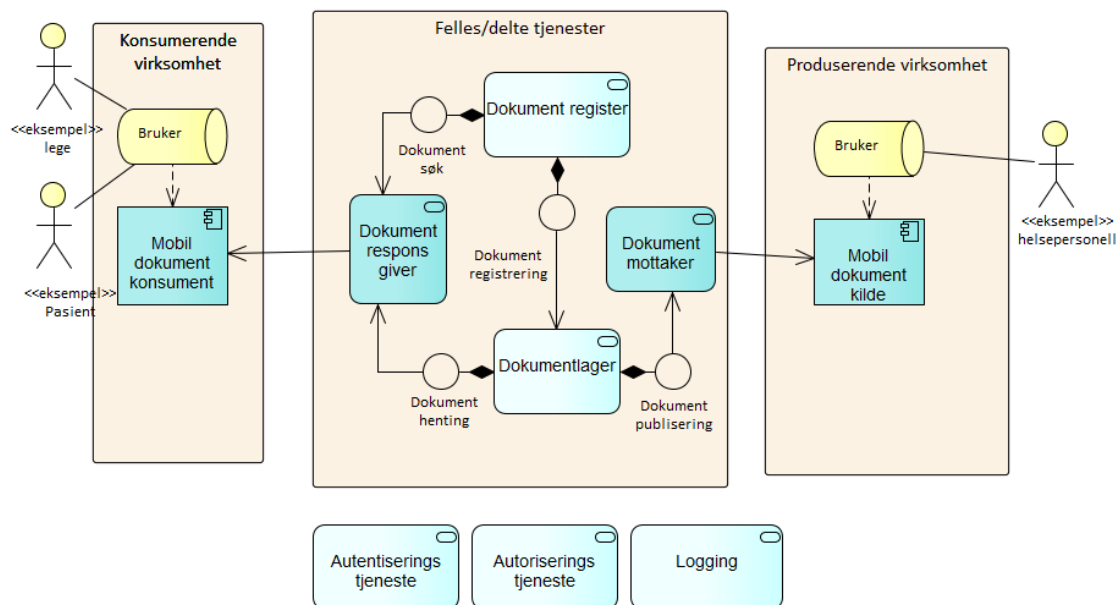 Konsumerende
virksomhet
<<eksempel>>
lege
<<eksempel>>
Pasient
Bruker
Mobil
dokument
konsument
Felles/delte tjenester
Dokument register
Dokument
søk
Dokument
respons
giver
Dokument
registrering
Dokument
mottaker
Dokumentlager
Dokument
henting
Dokument
publisering
Produserende virksomhet
Bruker
Mobil
dokument
kilde
<<eksempel>>
helsepersonell
Autentiserings
tjeneste
Autoriserings
tjeneste
Logging